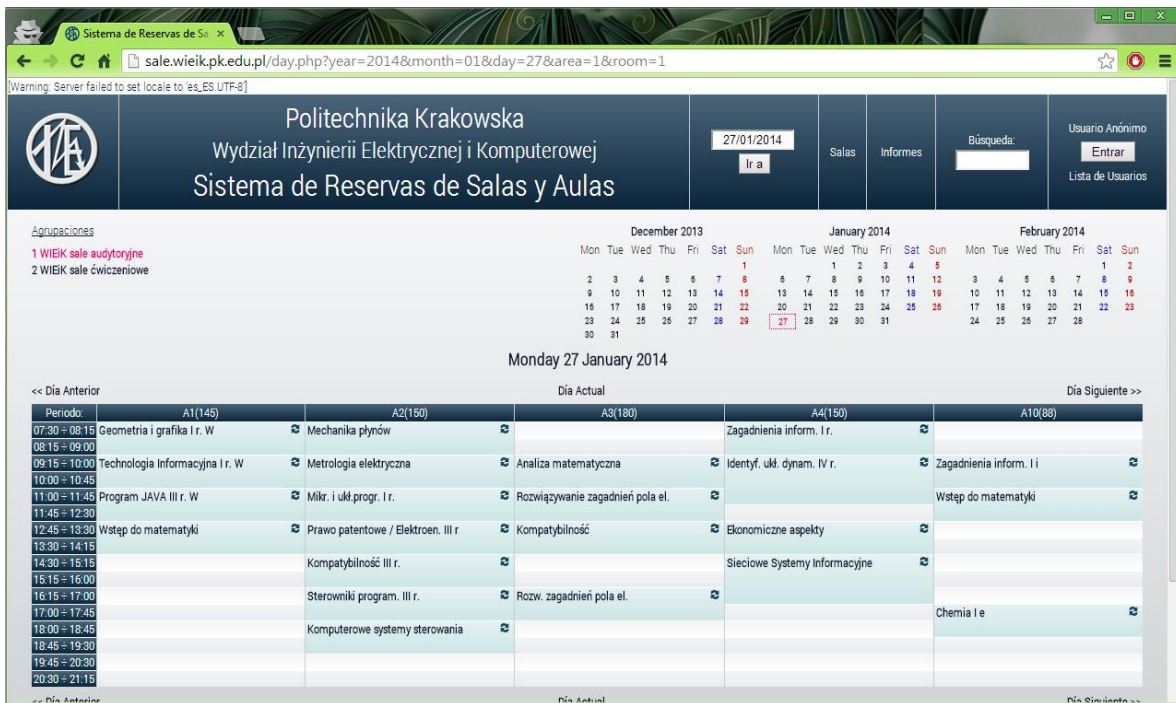 Sistema de Reservas de Sa
sale.wieik.pk.edu.pl/day.php?year=2014&month=01&day=27&area=1&room=1
[Warning: Server failed to set locale to 'es_ES.UTF-8']
Politechnika Krakowska
Wydział Inżynierii Elektrycznej i Komputerowej
Sistema de Reservas de Salas y Aulas
27/01/2014
Ir a
Salas
Informes
Búsqueda:
Usuario Anónimo
Entrar
Lista de Usuarios
Agrupaciones
1 WIEiK sale audytoryjne
2 WIEiK sale ćwiczeniowe
December 2013
Mon Tue Wed Thu Fri Sat Sun
1
2 3 4 5 6 7 8
9 10 11 12 13 14 15
16 17 18 19 20 21 22
23 24 25 26 27 28 29
30 31
January 2014
Mon Tue Wed Thu Fri Sat Sun
1 2 3 4 5
6 7 8 9 10 11 12
13 14 15 16 17 18 19
20 21 22 23 24 25 26
27 28 29 30 31
February 2014
Mon Tue Wed Thu Fri Sat Sun
1 2
3 4 5 6 7 8 9
10 11 12 13 14 15 16
17 18 19 20 21 22 23
24 25 26 27 28
Monday 27 January 2014
<< Día Anterior Día Actual Día Siguiente >>
Periodo: A1(145) A2(150) A3(180) A4(150) A10(88)
07:30 ÷ 08:15 Geometria i grafika I r. W Mechanika płynów Zagadnienia inform. I r.
08:15 ÷ 09:00
09:15 ÷ 10:00 Technologia Informacyjna I r. W Metrologia elektryczna Analiza matematyczna Identyf. ukł. dynam. IV r. Zagadnienia inform. I i
10:00 ÷ 10:45
11:00 ÷ 11:45 Program JAVA III r. W Mikr. i ukł.progr. I r. Rozwiązywanie zagadnień pola el. Wstęp do matematyki
11:45 ÷ 12:30
12:45 ÷ 13:30 Wstęp do matematyki Prawo patentowe / Elektroen. III r Kompatybilność Ekonomiczne aspekty
13:30 ÷ 14:15
14:30 ÷ 15:15 Kompatybilność III r. Sieciowe Systemy Informacyjne
15:15 ÷ 16:00
16:15 ÷ 17:00 Sterowniki program. III r. Rozw. zagadnień pola el.
17:00 ÷ 17:45 Chemia I e
18:00 ÷ 18:45 Komputerowe systemy sterowania
18:45 ÷ 19:30
19:45 ÷ 20:30
20:30 ÷ 21:15
<< Día Anterior Día Actual Día Siguiente >>